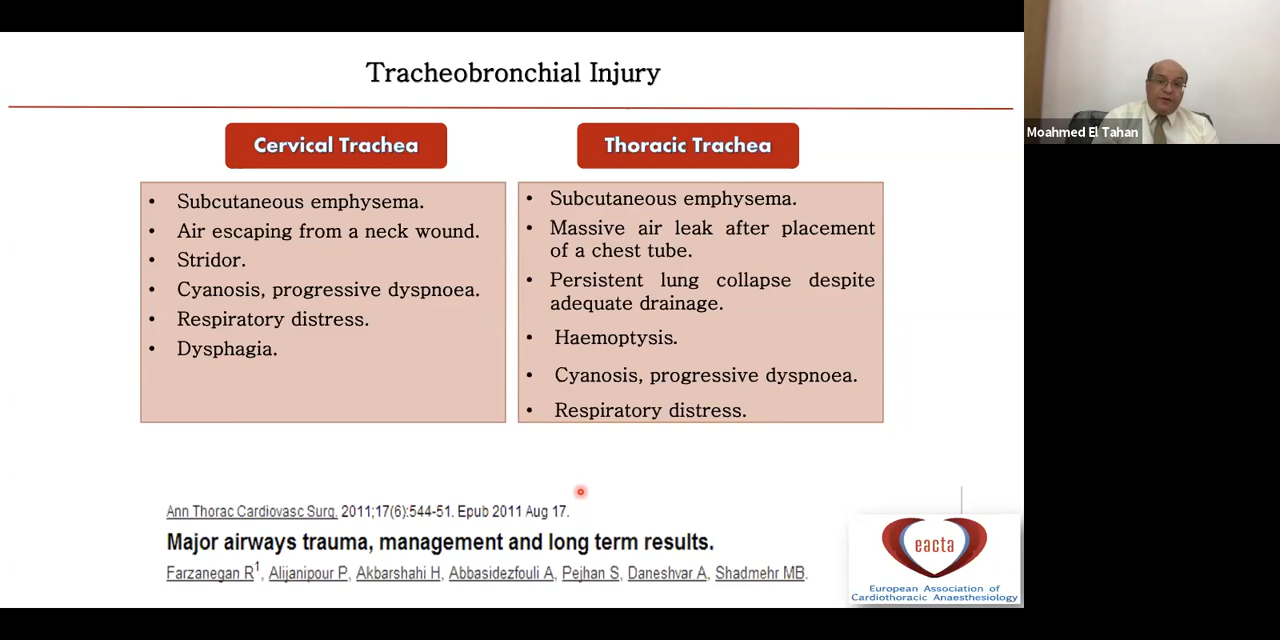 Tracheobronchial Injury
Cervical Trachea
• Subcutaneous emphysema.
• Air escaping from a neck wound.
• Stridor.
• Cyanosis, progressive dyspnoea.
• Respiratory distress.
• Dysphagia.
Thoracic Trachea
• Subcutaneous emphysema.
• Massive air leak after placement
of a chest tube.
• Persistent lung collapse despite
adequate drainage.
• Haemoptysis.
• Cyanosis, progressive dyspnoea.
• Respiratory distress.
Ann Thorac Cardiovasc Surg. 2011;17(6):544-51. Epub 2011 Aug 17.
Major airways trauma, management and long term results.
Farzanegan R1, Alijanipour P, Akbarshahi H, Abbasidezfouli A, Pejhan S, Daneshvar A, Shadmehr MB.
eacta
European Association of
Cardiothoracic Anaesthesiology
Moahmed El Tahan